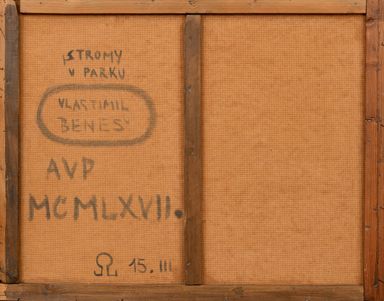 STROMY
V PARKU
VLASTIMIL
BENEŠ
AVP
MCMLXVII.
Ω 15. III